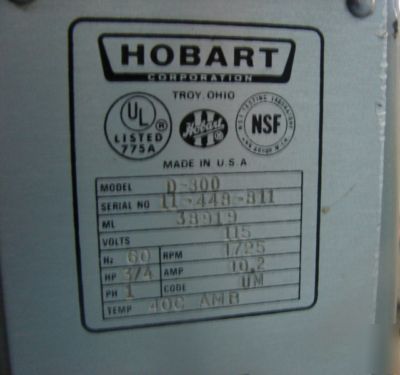 HOBART
CORPORATION
TROY, OHIO
UL
LISTED
775A
Hobart
NSF
MADE IN U.S.A
MODEL D-300
SERIAL NO 11-448-811
ML 38919
VOLTS 115
Hz 60 RPM 1725
HP 3/4 AMP 10.2
PH 1 CODE UM
TEMP 40C AMB